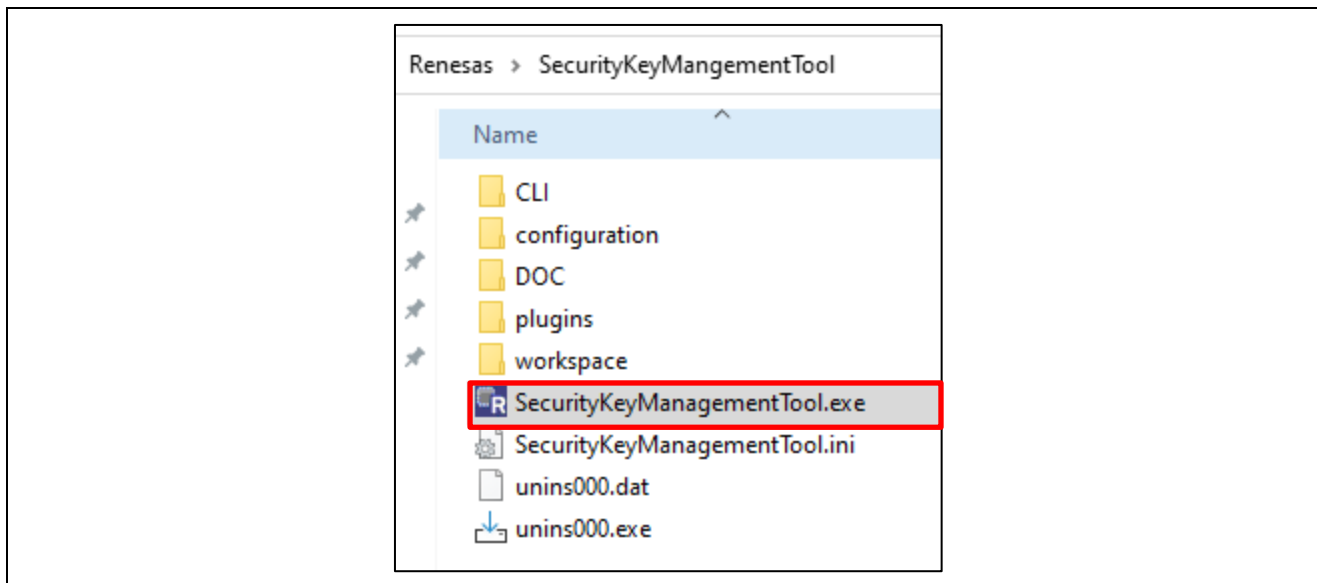 Renesas > SecurityKeyMangementTool
Name
CLI
configuration
DOC
plugins
workspace
SecurityKeyManagementTool.exe
SecurityKeyManagementTool.ini
unins000.dat
unins000.exe